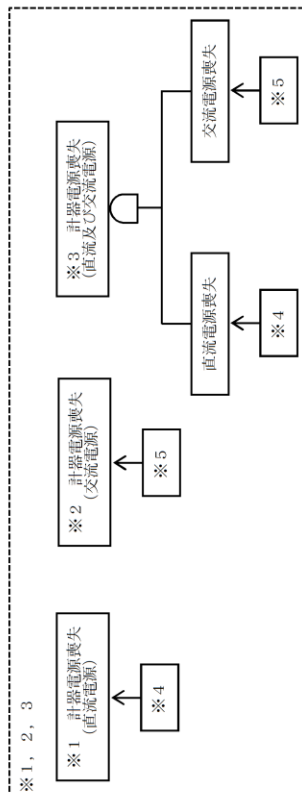 ※1，2，3
※1　計器電源喪失
(直流電源)
※4
※2　計器電源喪失
(交流電源)
※5
※3　計器電源喪失
(直流及び交流電源)
直流電源喪失
※4
交流電源喪失
※5